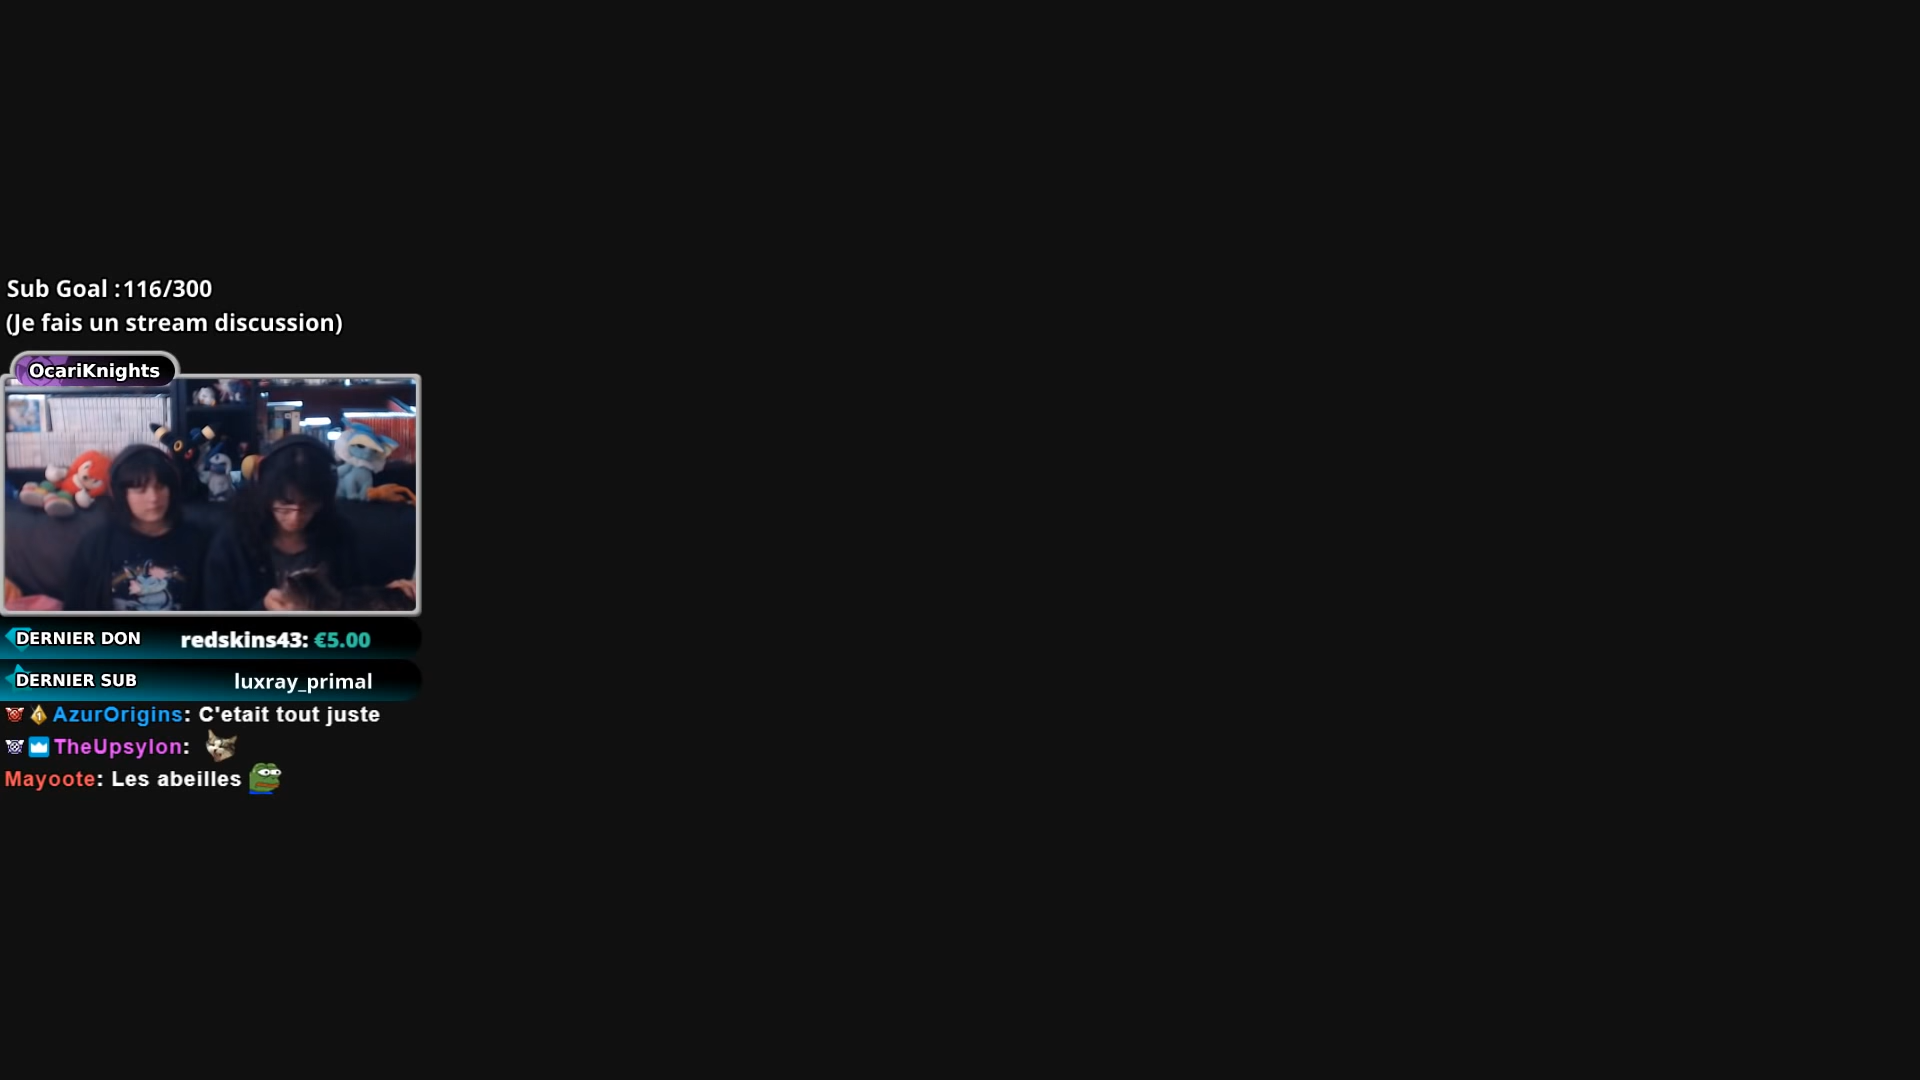 Sub Goal :116/300
(Je fais un stream discussion)
OcariKnights
DERNIER DON redskins43: €5.00
DERNIER SUB luxray_primal
AzurOrigins: C'etait tout juste
TheUpsylon:
Mayoote: Les abeilles